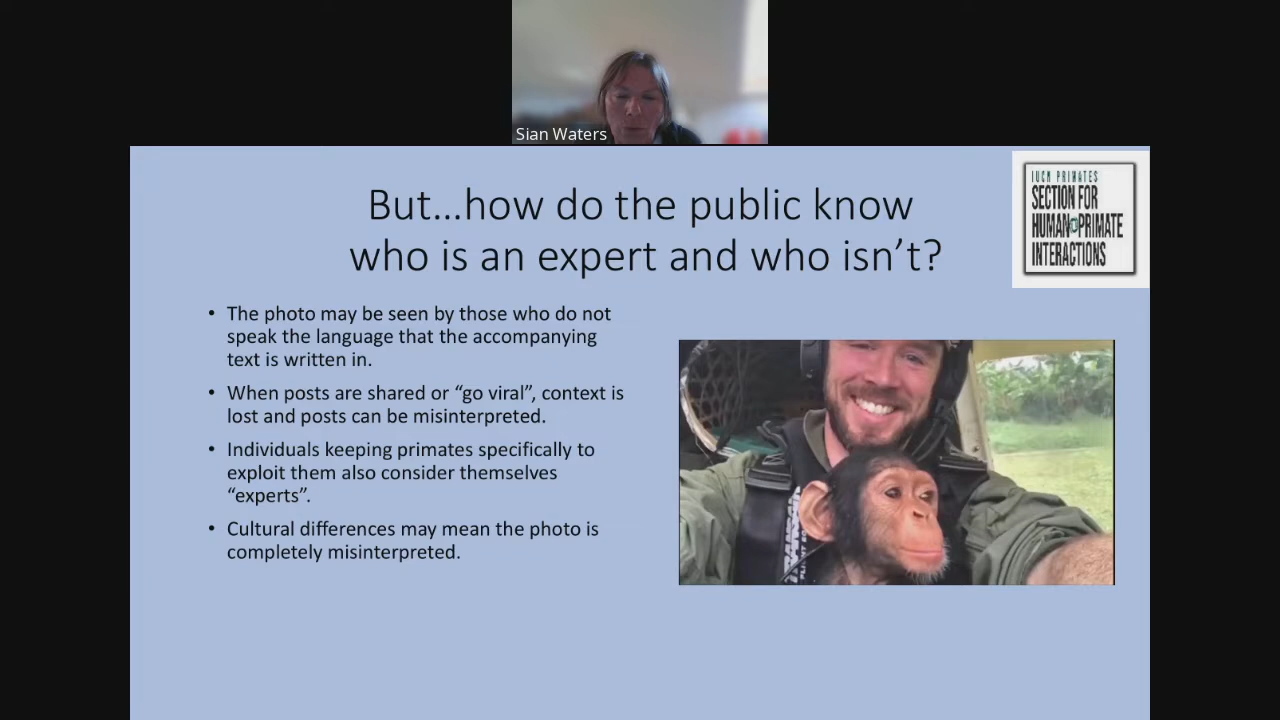 Sian Waters
But...how do the public know
who is an expert and who isn't?
IUCN PRIMATES
SECTION FOR
HUMAN PRIMATE
INTERACTIONS
• The photo may be seen by those who do not
speak the language that the accompanying
text is written in.
• When posts are shared or “go viral”, context is
lost and posts can be misinterpreted.
• Individuals keeping primates specifically to
exploit them also consider themselves
“experts”.
• Cultural differences may mean the photo is
completely misinterpreted.